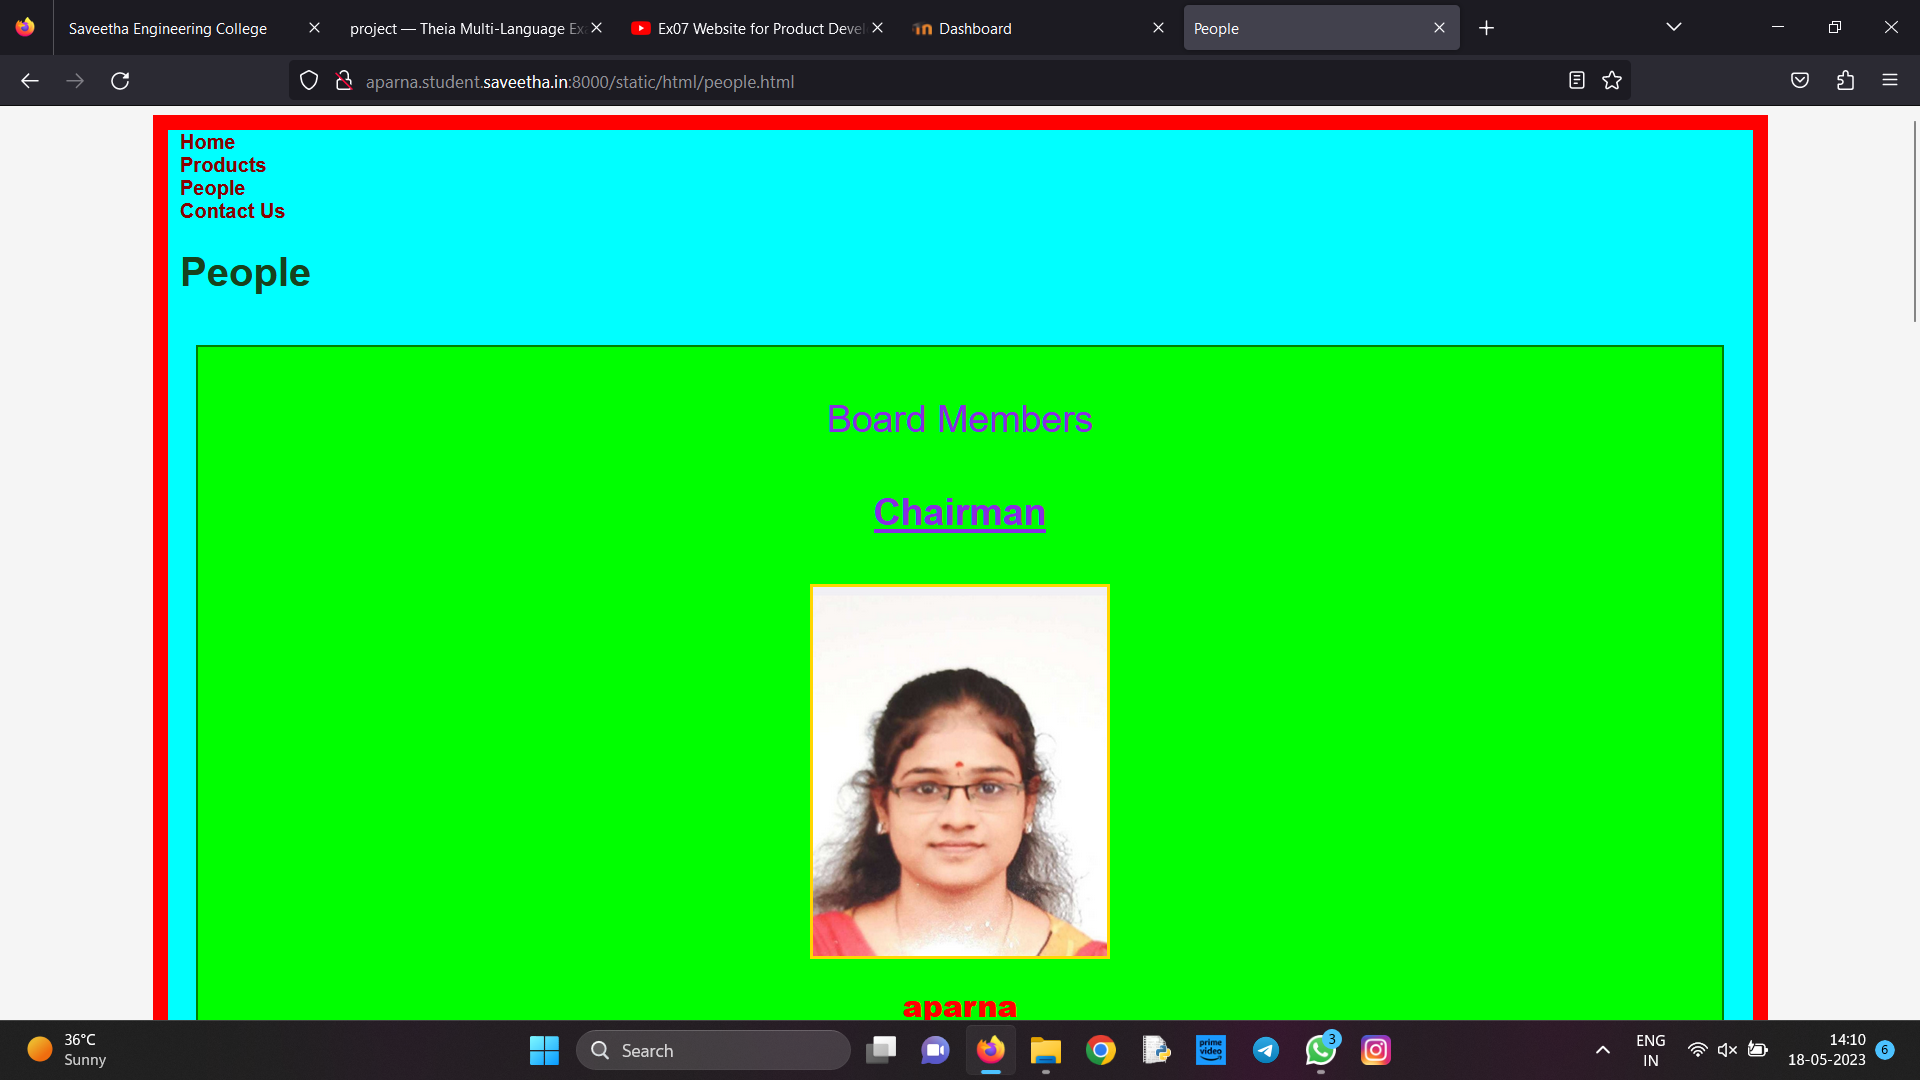 Saveetha Engineering College
project — Theia Multi-Language Ex
Ex07 Website for Product Devel
Dashboard
People
aparna.student.saveetha.in:8000/static/html/people.html
Home
Products
People
Contact Us
People
Board Members
Chairman
aparna
36°C
Sunny
Search
prime
video
3
ENG
IN
14:10
18-05-2023
6